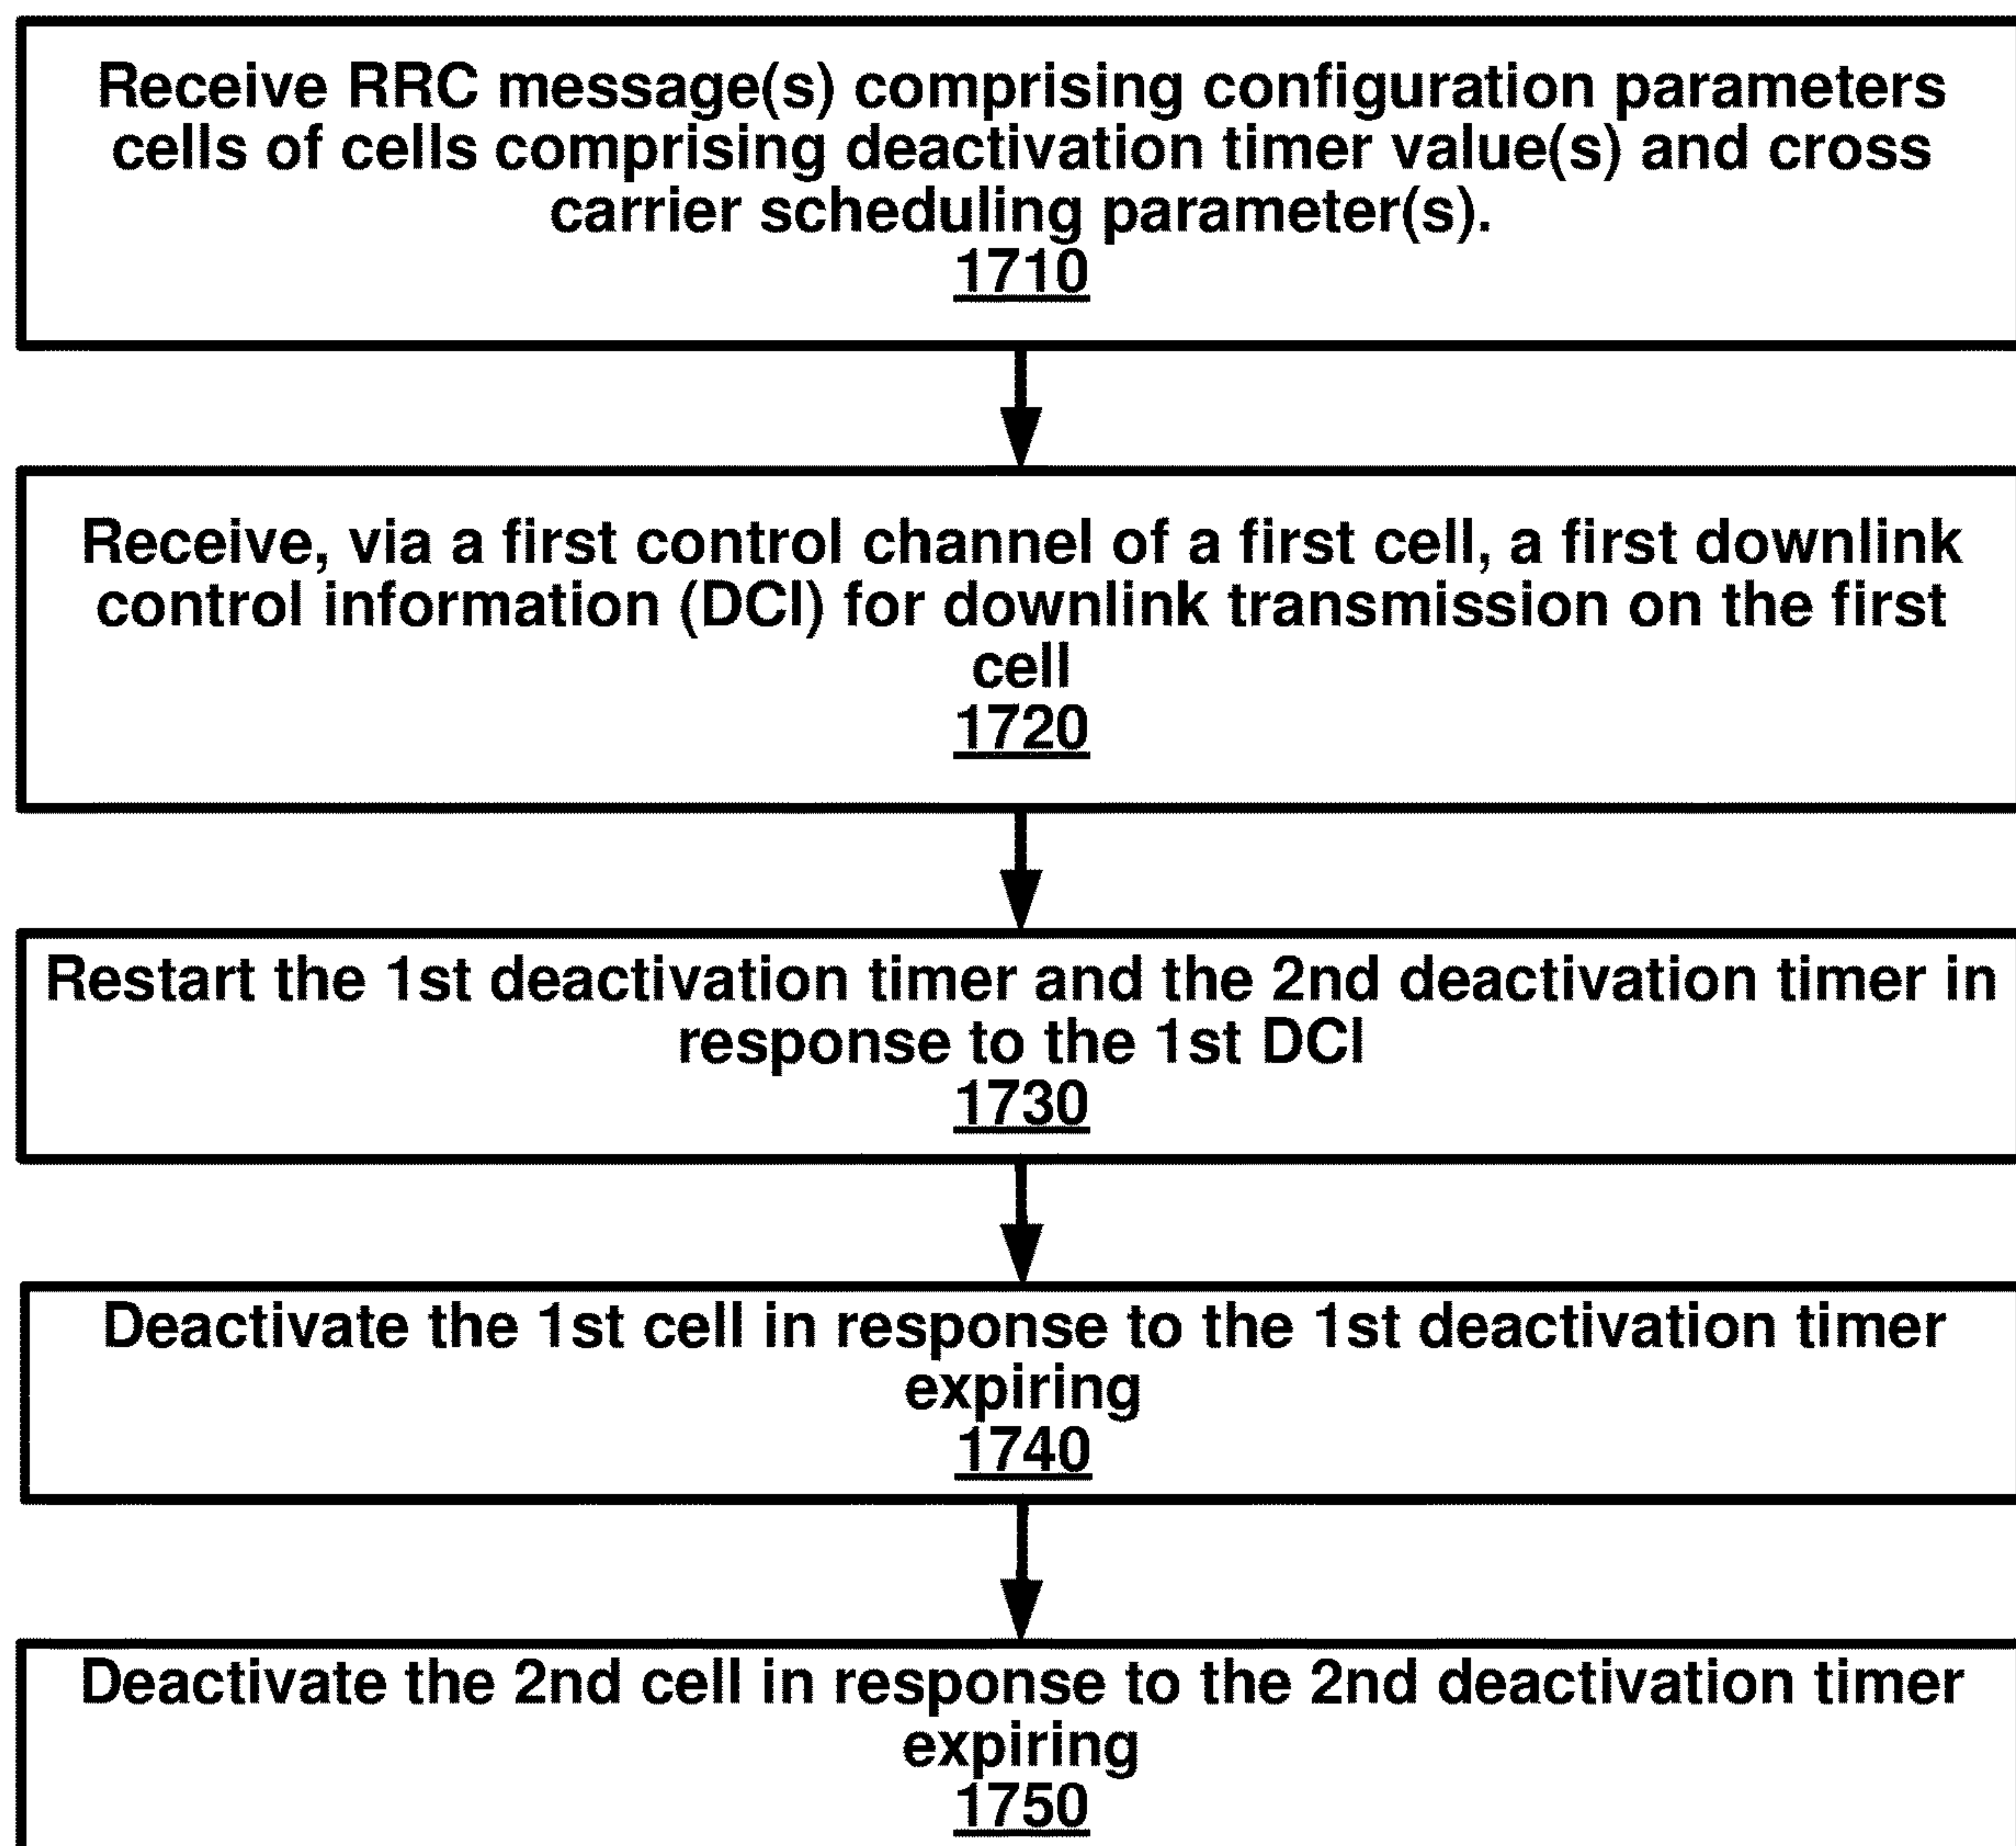 Receive RRC message(s) comprising configuration parameters
cells of cells comprising deactivation timer value(s) and cross
carrier scheduling parameter(s).
1710
Receive, via a first control channel of a first cell, a first downlink
control information (DCI) for downlink transmission on the first
cell
1720
Restart the 1st deactivation timer and the 2nd deactivation timer in
response to the 1st DCI
1730
Deactivate the 1st cell in response to the 1st deactivation timer
expiring
1740
Deactivate the 2nd cell in response to the 2nd deactivation timer
expiring
1750